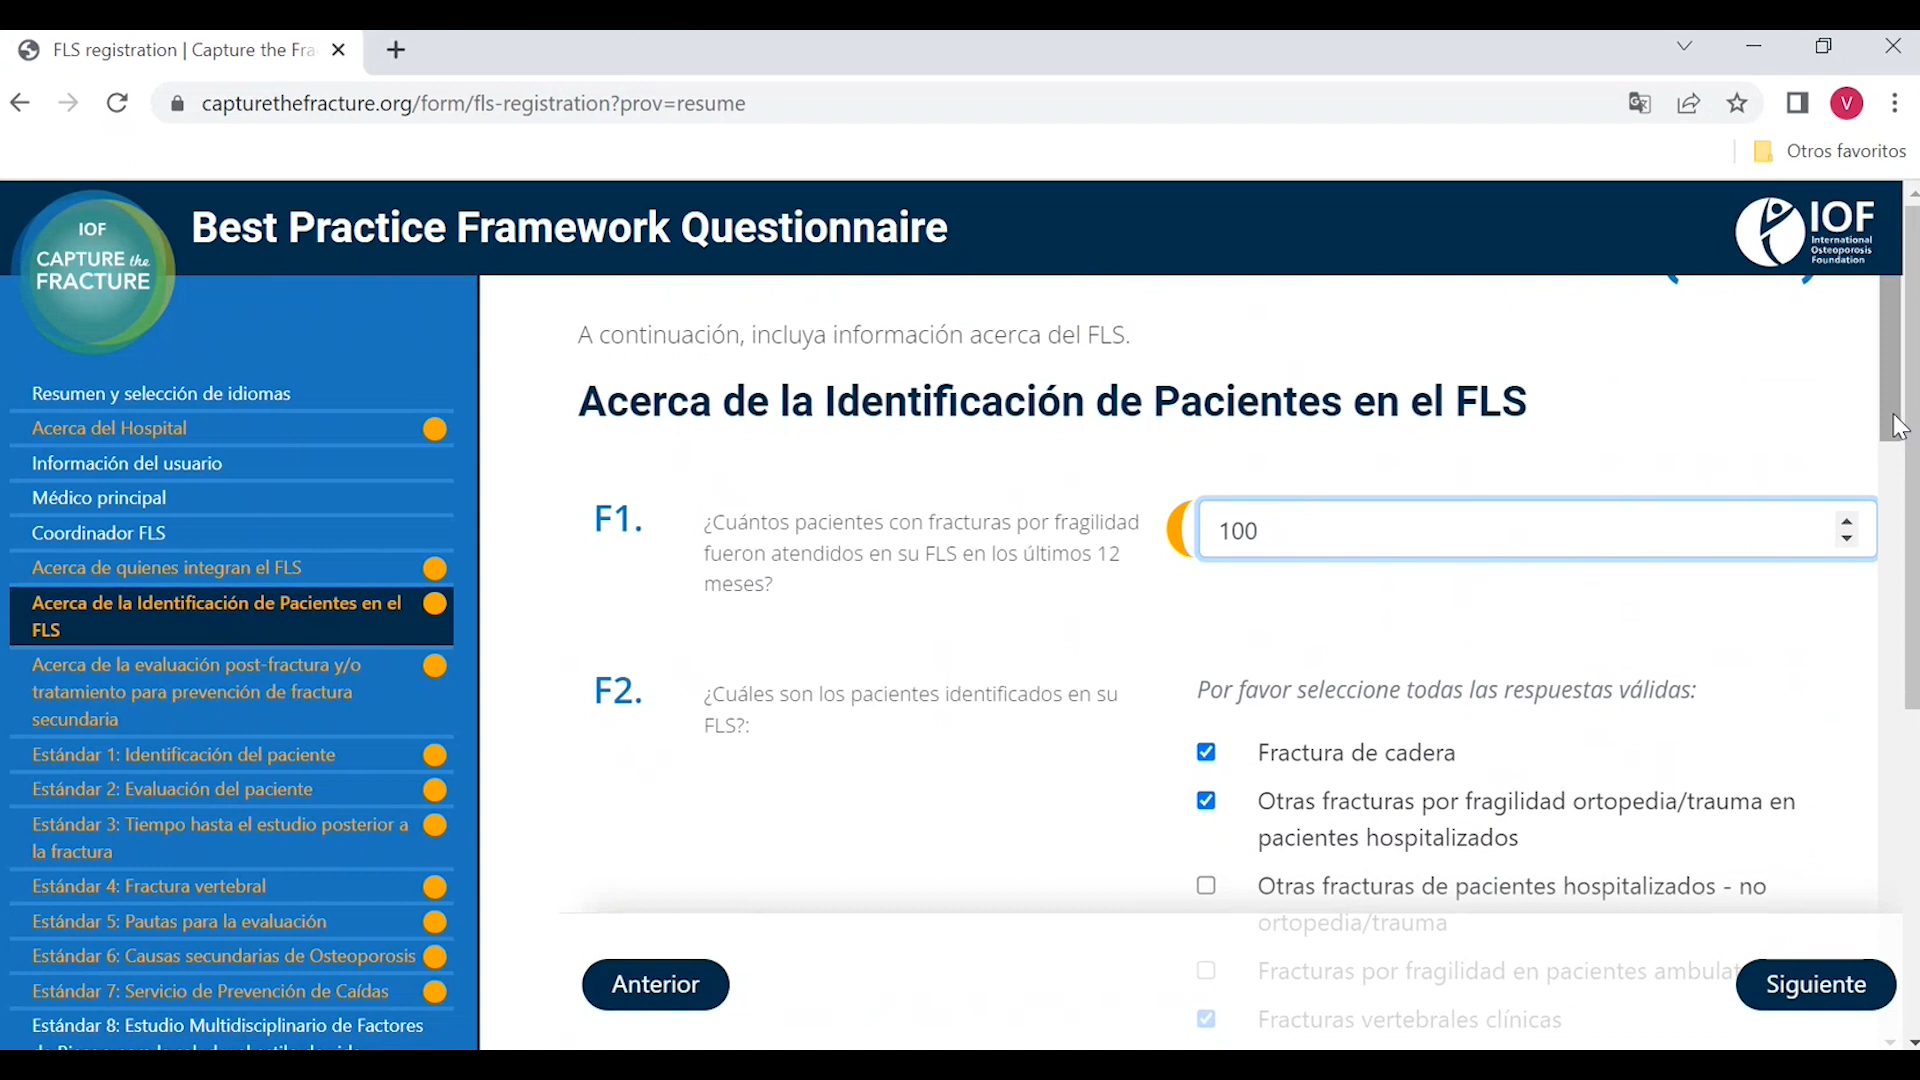 FLS registration | Capture the Fra
capturethefracture.org/form/fls-registration?prov=resume
V
Otros favoritos
IOF
CAPTURE the
FRACTURE
Best Practice Framework Questionnaire
IOF
International
Osteoporosis
Foundation
Resumen y selección de idiomas
Acerca del Hospital
Información del usuario
Médico principal
Coordinador FLS
Acerca de quienes integran el FLS
Acerca de la Identificación de Pacientes en el
FLS
Acerca de la evaluación post-fractura y/o
tratamiento para prevención de fractura
secundaria
Estándar 1: Identificación del paciente
Estándar 2: Evaluación del paciente
Estándar 3: Tiempo hasta el estudio posterior a
la fractura
Estándar 4: Fractura vertebral
Estándar 5: Pautas para la evaluación
Estándar 6: Causas secundarias de Osteoporosis
Estándar 7: Servicio de Prevención de Caídas
Estándar 8: Estudio Multidisciplinario de Factores
A continuación, incluya información acerca del FLS.
Acerca de la Identificación de Pacientes en el FLS
F1.
¿Cuántos pacientes con fracturas por fragilidad
fueron atendidos en su FLS en los últimos 12
meses?
100
F2.
¿Cuáles son los pacientes identificados en su
FLS?:
Por favor seleccione todas las respuestas válidas:
Fractura de cadera
Otras fracturas por fragilidad ortopedia/trauma en
pacientes hospitalizados
Otras fracturas de pacientes hospitalizados - no
ortopedia/trauma
Fracturas por fragilidad en pacientes
Fracturas vertebrales clínicas
Anterior
Siguiente